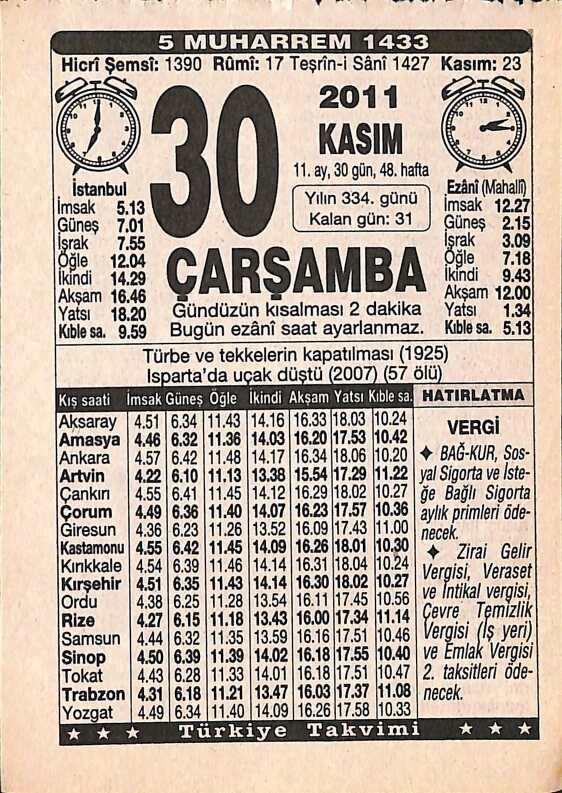 5 MUHARREM 1433
Hicrî Şemsî: 1390 Rûmî: 17 Teşrîn-i Sânî 1427 Kasım: 23
30
2011
KASIM
11. ay, 30 gün, 48. hafta
Yılın 334. günü
Kalan gün: 31
ÇARŞAMBA
Gündüzün kısalması 2 dakika
Bugün ezânî saat ayarlanmaz.
İstanbul
İmsak 5.13
Güneş 7.01
İşrak 7.55
Öğle 12.04
İkindi 14.29
Akşam 16.46
Yatsı 18.20
Kıble sa. 9.59
Ezânî (Mahallî)
İmsak 12.27
Güneş 2.15
İşrak 3.09
Öğle 7.18
İkindi 9.43
Akşam 12.00
Yatsı 1.34
Kıble sa. 5.13
Türbe ve tekkelerin kapatılması (1925)
Isparta'da uçak düştü (2007) (57 ölü)
Kış saati İmsak Güneş Öğle İkindi Akşam Yatsı Kıble sa.
Aksaray 4.51 6.34 11.43 14.16 16.33 18.03 10.24
Amasya 4.46 6.32 11.36 14.03 16.20 17.53 10.42
Ankara 4.57 6.42 11.48 14.17 16.34 18.06 10.20
Artvin 4.22 6.10 11.13 13.38 15.54 17.29 11.22
Çankırı 4.55 6.41 11.45 14.12 16.29 18.02 10.27
Çorum 4.49 6.36 11.40 14.07 16.23 17.57 10.36
Giresun 4.36 6.23 11.26 13.52 16.09 17.43 11.00
Kastamonu 4.55 6.42 11.45 14.09 16.26 18.01 10.30
Kırıkkale 4.54 6.39 11.46 14.14 16.31 18.04 10.24
Kırşehir 4.51 6.35 11.43 14.14 16.30 18.02 10.27
Ordu 4.38 6.25 11.28 13.54 16.11 17.45 10.56
Rize 4.27 6.15 11.18 13.43 16.00 17.34 11.14
Samsun 4.44 6.32 11.35 13.59 16.16 17.51 10.46
Sinop 4.50 6.39 11.39 14.02 16.18 17.55 10.40
Tokat 4.43 6.28 11.33 14.01 16.18 17.51 10.47
Trabzon 4.31 6.18 11.21 13.47 16.03 17.37 11.08
Yozgat 4.49 6.34 11.40 14.09 16.26 17.58 10.33
HATIRLATMA
VERGİ
BAĞ-KUR, Sos-
yal Sigorta ve İste-
ğe Bağlı Sigorta
aylık primleri öde-
necek.
Zirai Gelir
Vergisi, Veraset
ve İntikal vergisi,
Çevre Temizlik
Vergisi (İş yeri)
ve Emlak Vergisi
2. taksitleri öde-
necek.
Türkiye Takvimi